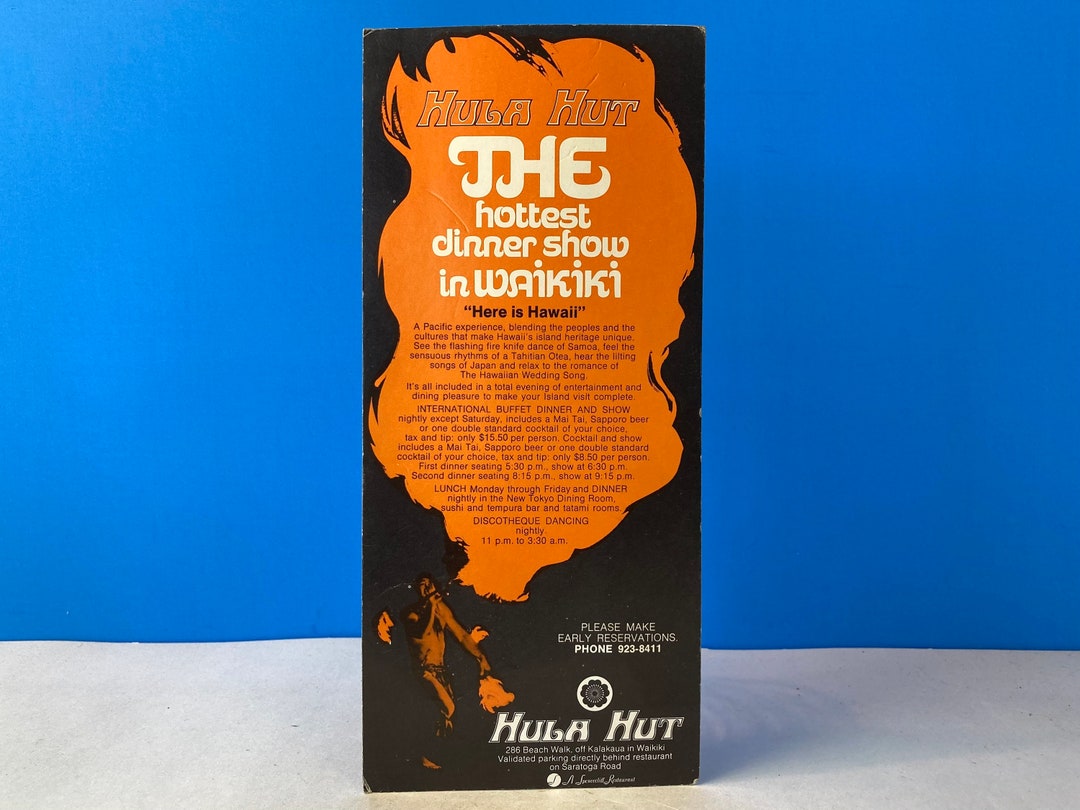 HULA HUT
THE
hottest
dinner show
in WAIKIKI
"Here is Hawaii"
A Pacific experience, blending the peoples and the
cultures that make Hawaii's island heritage unique.
See the flashing fire knife dance of Samoa, feel the
sensuous rhythms of a Tahitian Otea, hear the lilting
songs of Japan and relax to the romance of
The Hawaiian Wedding Song.
It's all included in a total evening of entertainment and
dining pleasure to make your Island visit complete.
INTERNATIONAL BUFFET DINNER AND SHOW
nightly except Saturday, includes a Mai Tai, Sapporo beer
or one double standard cocktail of your choice,
tax and tip: only $15.50 per person. Cocktail and show
includes a Mai Tai, Sapporo beer or one double standard
cocktail of your choice, tax and tip: only $8.50 per person.
First dinner seating 5:30 p.m., show at 6:30 p.m.
Second dinner seating 8:15 p.m., show at 9:15 p.m.
LUNCH Monday through Friday and DINNER
nightly in the New Tokyo Dining Room,
sushi and tempura bar and tatami rooms.
DISCOTHEQUE DANCING
nightly.
11 p.m. to 3:30 a.m.
PLEASE MAKE
EARLY RESERVATIONS.
PHONE 923-8411
HULA HUT
286 Beach Walk, off Kalakaua in Waikiki
Validated parking directly behind restaurant
on Saratoga Road
A Spencecliff Restaurant